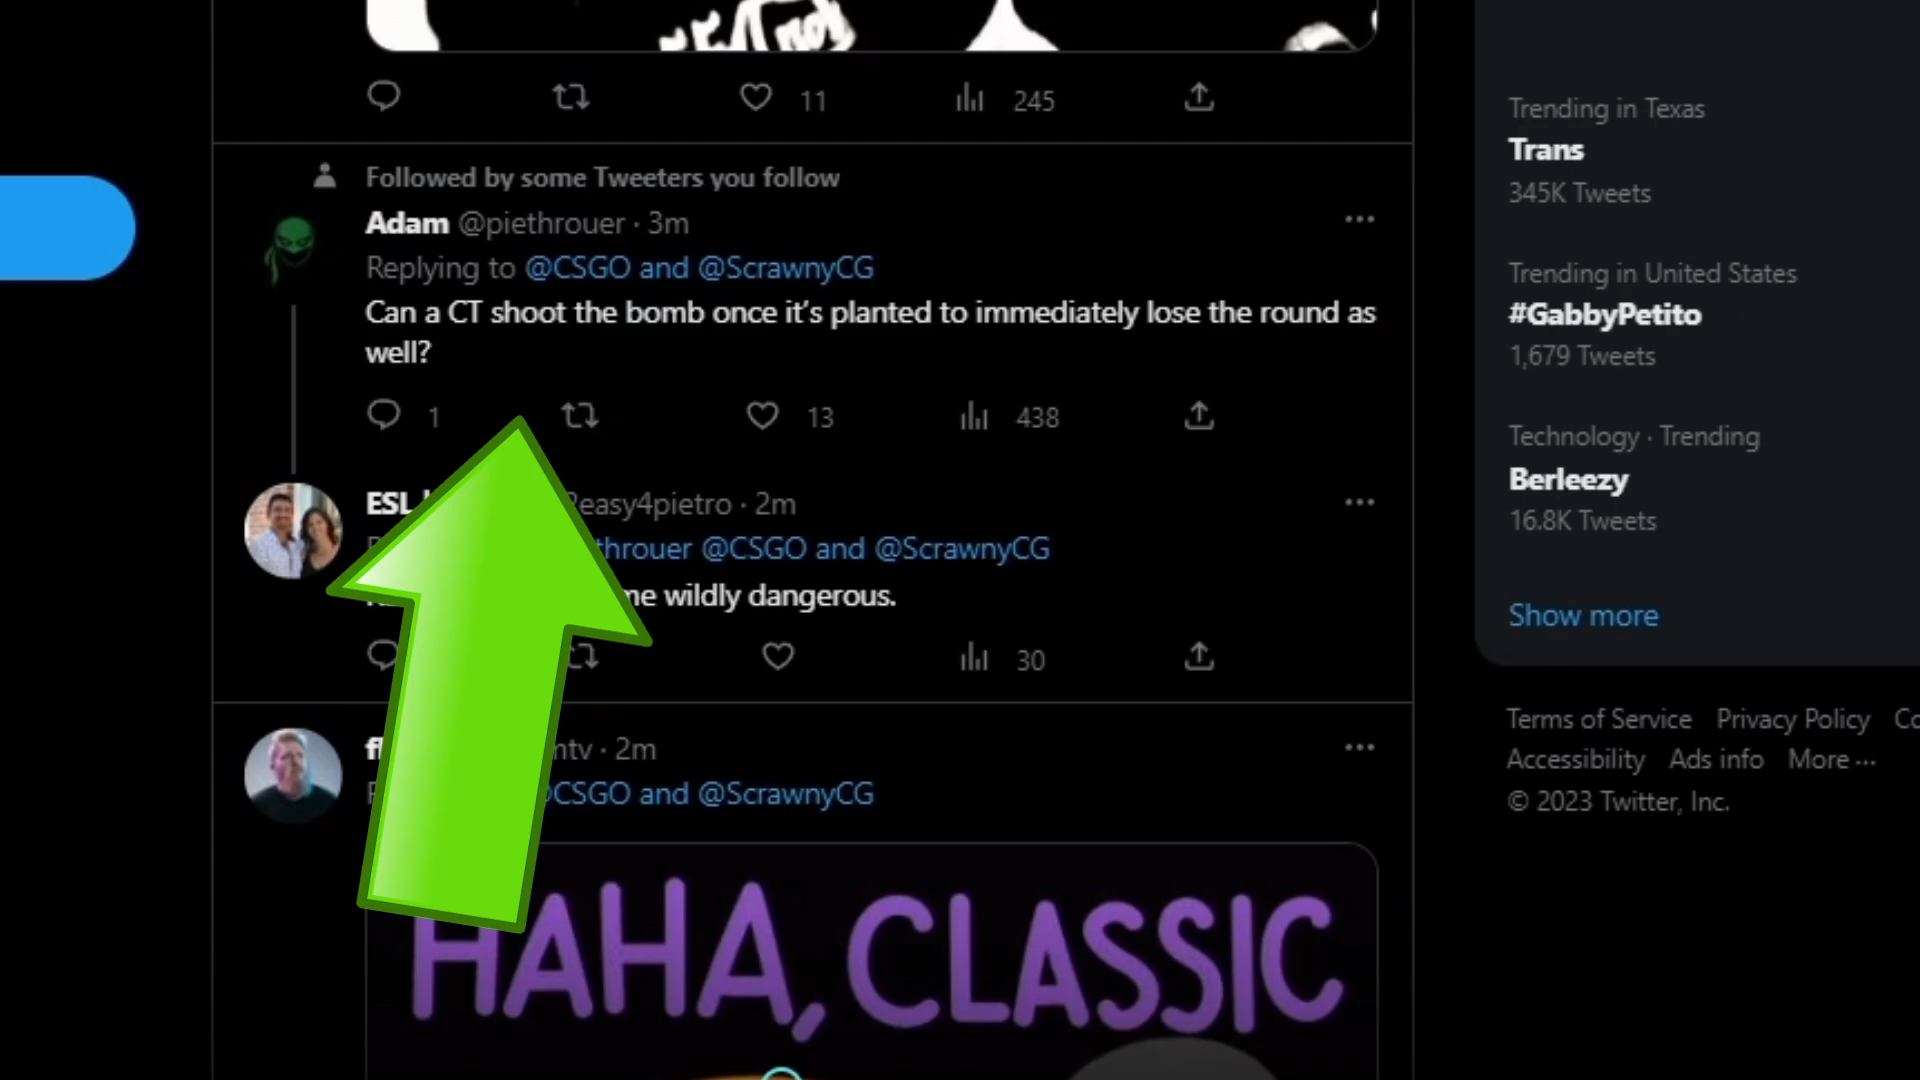 11
245
Followed by some Tweeters you follow
Adam @piethrouer · 3m
Replying to @CSGO and @ScrawnyCG
Can a CT shoot the bomb once it's planted to immediately lose the round as
well?
1
13
438
ESL easy4pietro · 2m
throuer @CSGO and @ScrawnyCG
wildly dangerous.
30
ntv · 2m
@CSGO and @ScrawnyCG
HAHA, CLASSIC
Trending in Texas
Trans
345K Tweets
Trending in United States
#GabbyPetito
1,679 Tweets
Technology · Trending
Berleezy
16.8K Tweets
Show more
Terms of Service Privacy Policy Co
Accessibility Ads info More ...
© 2023 Twitter, Inc.